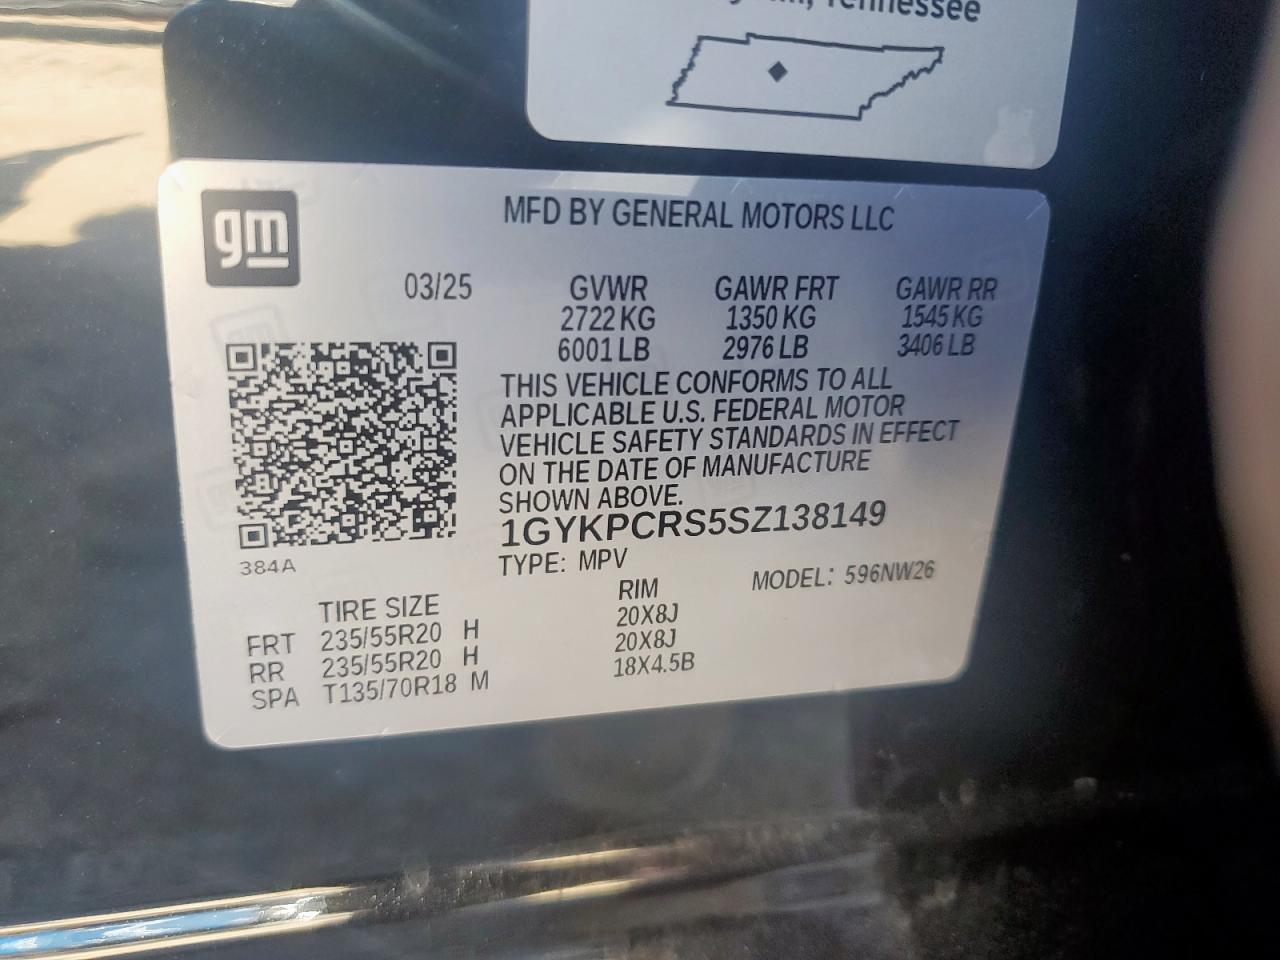 Tennessee
gm
MFD BY GENERAL MOTORS LLC
03/25 GVWR GAWR FRT GAWR RR
2722 KG 1350 KG 1545 KG
6001 LB 2976 LB 3406 LB
THIS VEHICLE CONFORMS TO ALL
APPLICABLE U.S. FEDERAL MOTOR
VEHICLE SAFETY STANDARDS IN EFFECT
ON THE DATE OF MANUFACTURE
SHOWN ABOVE.
1GYKPCRS5SZ138149
384A
TYPE: MPV MODEL: 596NW26
TIRE SIZE RIM
FRT 235/55R20 H 20X8J
RR 235/55R20 H 20X8J
SPA T135/70R18 M 18X4.5B